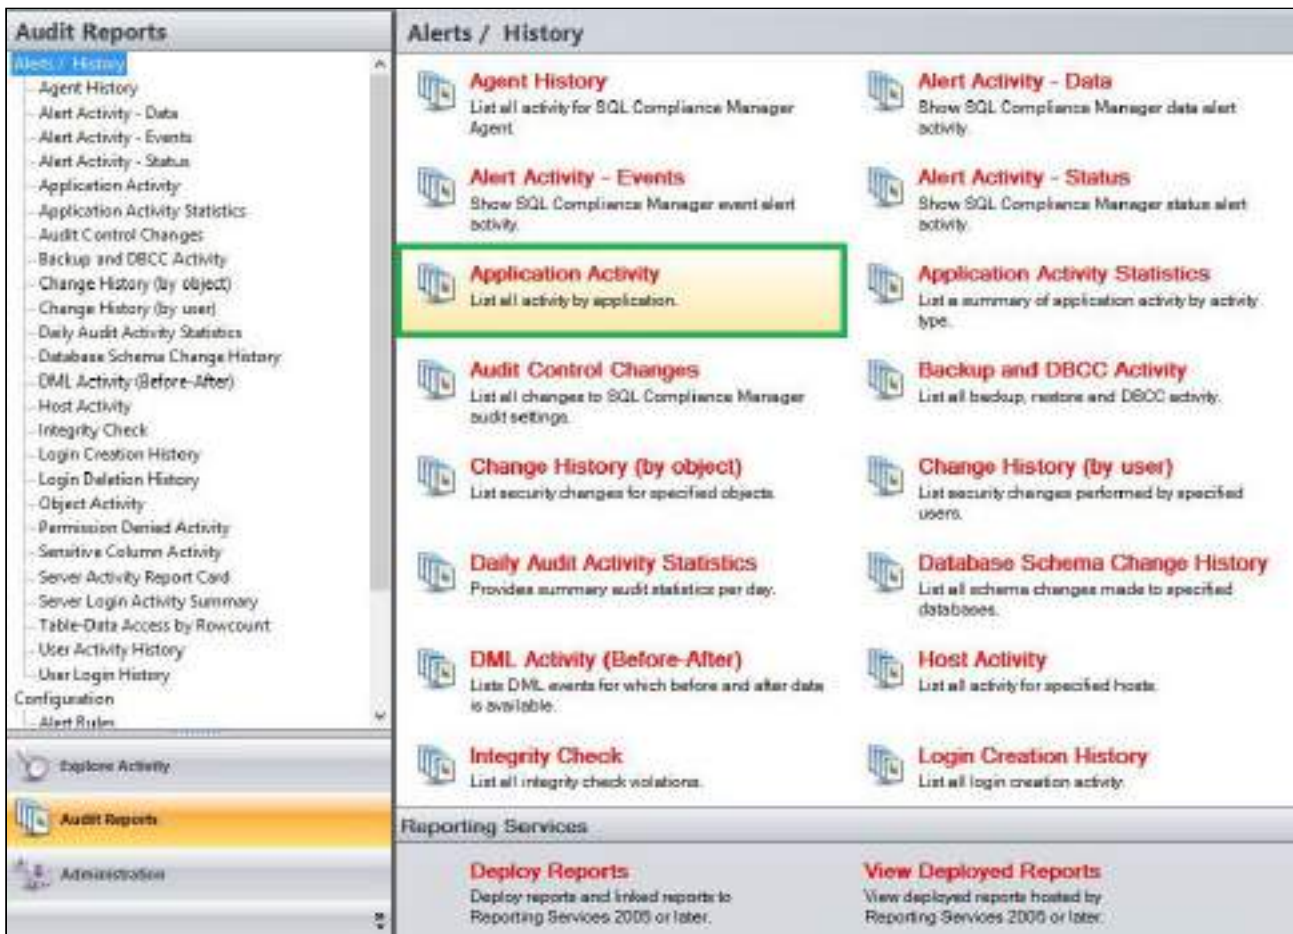 Audit Reports
Alerts / History
Agent History
Alert Activity - Data
Alert Activity - Events
Alert Activity - Status
Application Activity
Application Activity Statistics
Audit Control Changes
Backup and DBCC Activity
Change History (by object)
Change History (by user)
Daily Audit Activity Statistics
Database Schema Change History
DML Activity (Before-After)
Host Activity
Integrity Check
Login Creation History
Login Deletion History
Object Activity
Permission Denied Activity
Sensitive Column Activity
Server Activity Report Card
Server Login Activity Summary
Table-Data Access by Rowcount
User Activity History
User Login History
Configuration
Alert Rules
Explore Activity
Audit Reports
Administration
Alerts / History
Agent History
List all activity for SQL Compliance Manager
Agent.
Alert Activity - Data
Show SQL Compliance Manager data alert
activity.
Alert Activity - Events
Show SQL Compliance Manager event alert
activity.
Alert Activity - Status
Show SQL Compliance Manager status alert
activity.
Application Activity
List all activity by application.
Application Activity Statistics
List a summary of application activity by activity
type.
Audit Control Changes
List all changes to SQL Compliance Manager
audit settings.
Backup and DBCC Activity
List all backup, restore and DBCC activity.
Change History (by object)
List security changes for specified objects.
Change History (by user)
List security changes performed by specified
users.
Daily Audit Activity Statistics
Provides summary audit statistics per day.
Database Schema Change History
List all schema changes made to specified
databases.
DML Activity (Before-After)
Lists DML events for which before and after data
is available.
Host Activity
List all activity for specified hosts.
Integrity Check
List all integrity check violations.
Login Creation History
List all login creation activity.
Reporting Services
Deploy Reports
Deploy reports and linked reports to
Reporting Services 2005 or later.
View Deployed Reports
View deployed reports hosted by
Reporting Services 2005 or later.